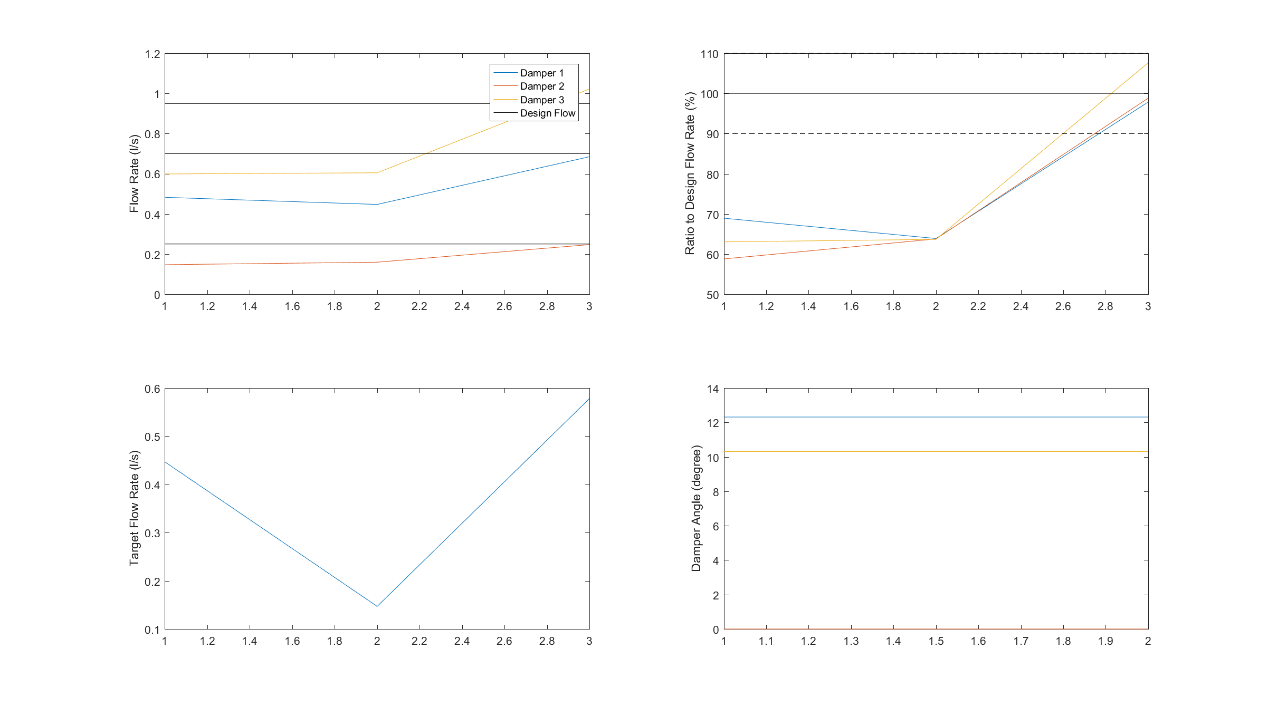 1.2
1
0.8
0.6
0.4
0.2
0
Flow Rate (l/s)
Damper 1
Damper 2
Damper 3
Design Flow
1 1.2 1.4 1.6 1.8 2 2.2 2.4 2.6 2.8 3
110
100
90
80
70
60
50
Ratio to Design Flow Rate (%)
1 1.2 1.4 1.6 1.8 2 2.2 2.4 2.6 2.8 3
0.6
0.5
0.4
0.3
0.2
0.1
Target Flow Rate (l/s)
1 1.2 1.4 1.6 1.8 2 2.2 2.4 2.6 2.8 3
14
12
10
8
6
4
2
0
Damper Angle (degree)
1 1.1 1.2 1.3 1.4 1.5 1.6 1.7 1.8 1.9 2